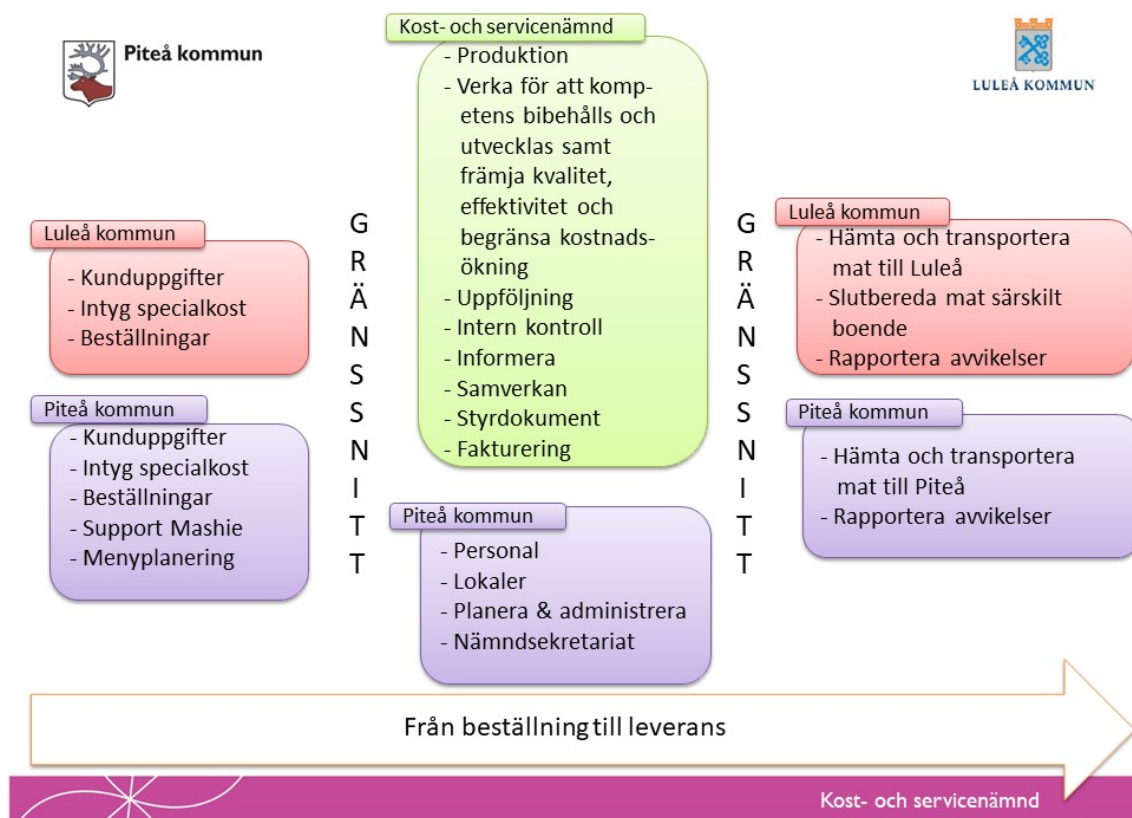 Piteå kommun
LULEÅ KOMMUN
Kost- och servicenämnd
- Produktion
- Verka för att komp-
etens bibehålls och
utvecklas samt
främja kvalitet,
effektivitet och
begränsa kostnads-
ökning
- Uppföljning
- Intern kontroll
- Informera
- Samverkan
- Styrdokument
- Fakturering
Luleå kommun
- Kunduppgifter
- Intyg specialkost
- Beställningar
Piteå kommun
- Kunduppgifter
- Intyg specialkost
- Beställningar
- Support Mashie
- Menyplanering
GRÄNSSNITT
Piteå kommun
- Personal
- Lokaler
- Planera & administrera
- Nämndsekretariat
GRÄNSSNITT
Luleå kommun
- Hämta och transportera
mat till Luleå
- Slutbereda mat särskilt
boende
- Rapportera avvikelser
Piteå kommun
- Hämta och transportera
mat till Piteå
- Rapportera avvikelser
Från beställning till leverans
Kost- och servicenämnd